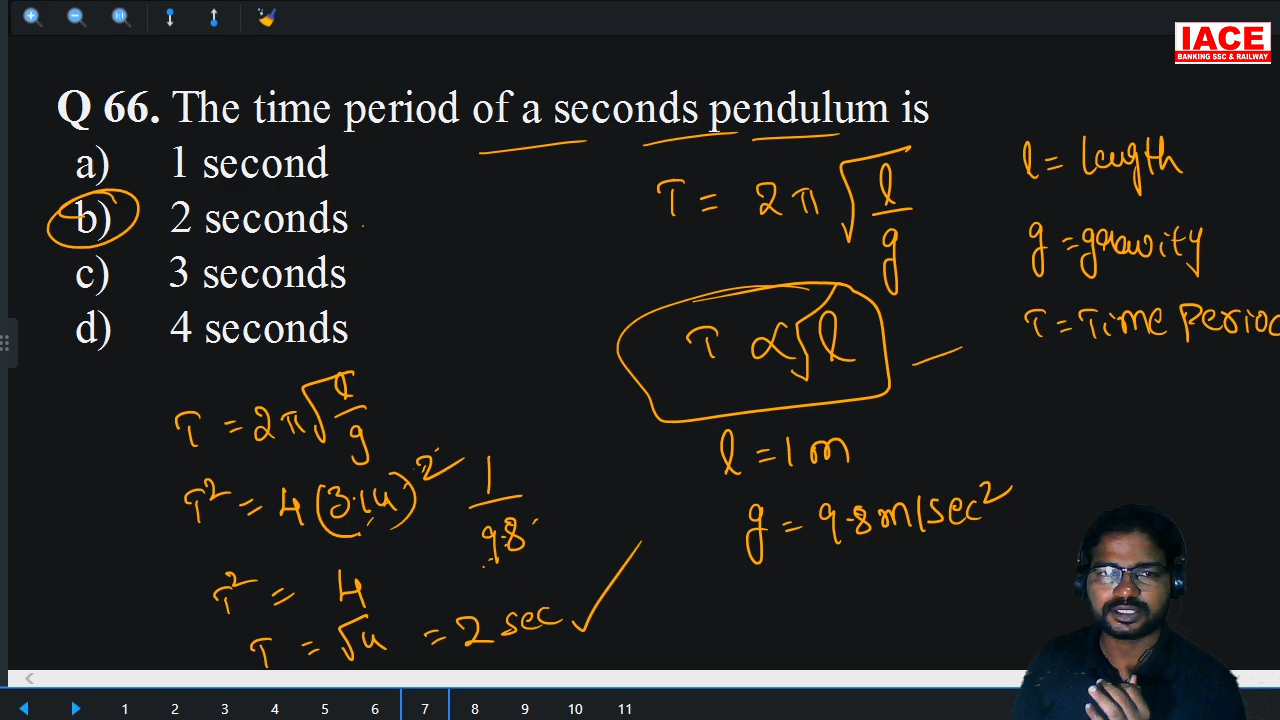 IACE
BANKING SSC & RAILWAY
Q 66. The time period of a seconds pendulum is
a) 1 second
b) 2 seconds
c) 3 seconds
d) 4 seconds
T = 2π√(l/g)
l = length
g = gravity
T = Time Period
T ∝ √l
l = 1 m
g = 9.8 m/sec²
T = 2π√(l/g)
T² = 4 (3.14)² 1/9.8
T² = 4
T = √4 = 2 sec ✓
1 2 3 4 5 6 7 8 9 10 11